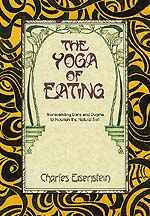 THE
YOGA
OF
EATING
Transcending Diets and Dogma
to Nourish the Natural Self
Charles Eisenstein